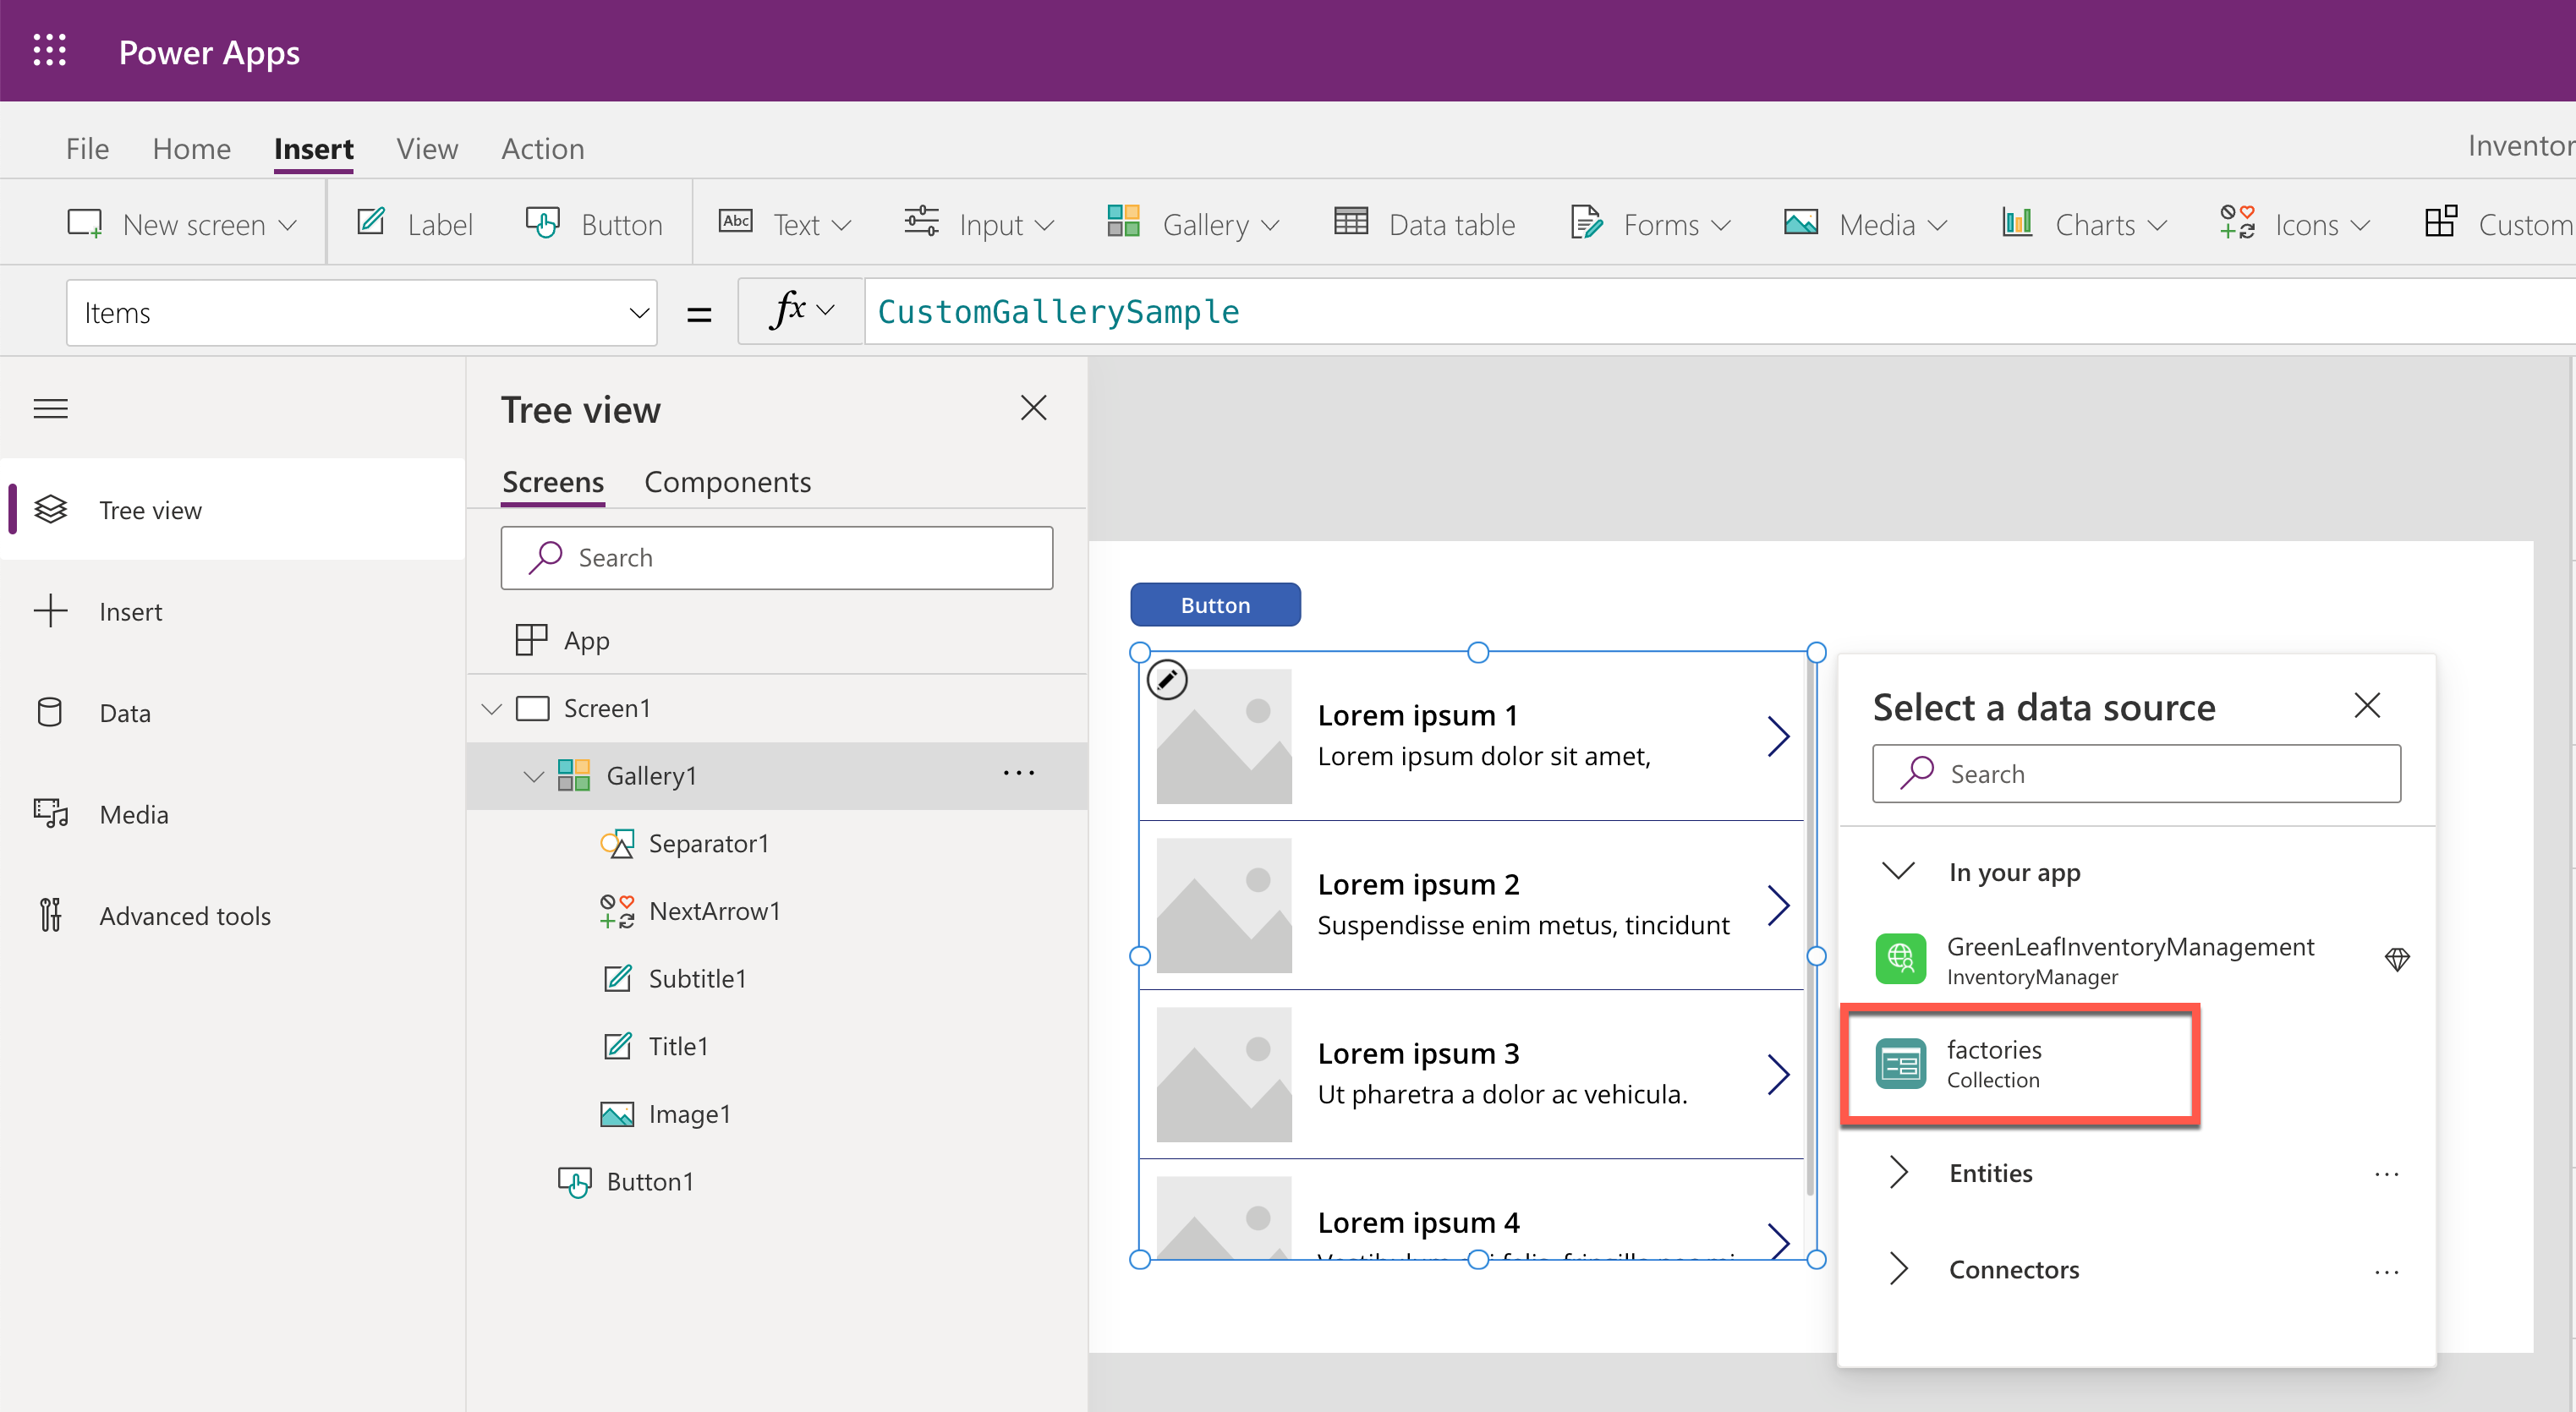 Power Apps
File Home Insert View Action
Inventor
New screen Label Button Abc Text Input Gallery Data table Forms Media Charts Icons Custom
Items = fx CustomGallerySample
Tree view
Screens Components
Search
App
Screen1
Gallery1 ...
Separator1
NextArrow1
Subtitle1
Title1
Image1
Button1
Tree view
Insert
Data
Media
Advanced tools
Button
Lorem ipsum 1
Lorem ipsum dolor sit amet,
Lorem ipsum 2
Suspendisse enim metus, tincidunt
Lorem ipsum 3
Ut pharetra a dolor ac vehicula.
Lorem ipsum 4
Select a data source
Search
In your app
GreenLeafInventoryManagement
InventoryManager
factories
Collection
Entities ...
Connectors ...